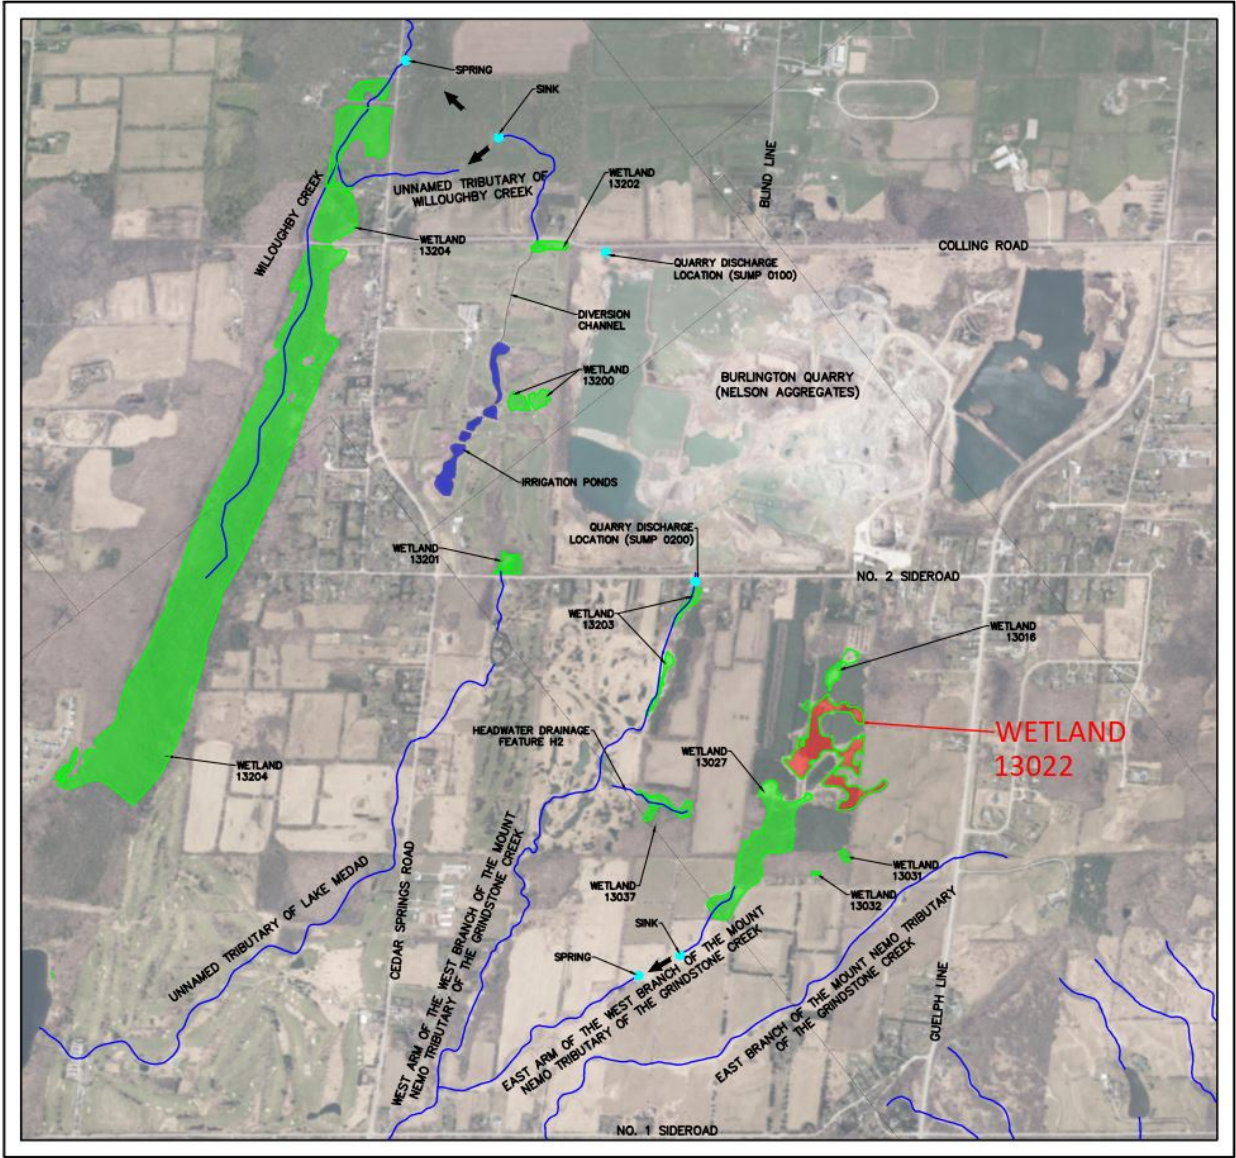 SPRING
SINK
UNNAMED TRIBUTARY OF
WILLOUGHBY CREEK
WETLAND
13202
BLIND LINE
WILLOUGHBY CREEK
WETLAND
13204
COLLING ROAD
QUARRY DISCHARGE
LOCATION (SUMP 0100)
DIVERSION
CHANNEL
WETLAND
13200
BURLINGTON QUARRY
(NELSON AGGREGATES)
IRRIGATION PONDS
QUARRY DISCHARGE
LOCATION (SUMP 0200)
WETLAND
13201
NO. 2 SIDEROAD
WETLAND
13203
WETLAND
13016
HEADWATER DRAINAGE
FEATURE H2
WETLAND
13022
WETLAND
13027
WETLAND
13204
WETLAND
13037
WETLAND
13031
WETLAND
13032
UNNAMED TRIBUTARY OF LAKE MEDAD
CEDAR SPRINGS ROAD
WEST ARM OF THE WEST BRANCH OF THE MOUNT
NEMO TRIBUTARY OF THE GRINDSTONE CREEK
SINK
SPRING
EAST ARM OF THE WEST BRANCH OF THE MOUNT
NEMO TRIBUTARY OF THE GRINDSTONE CREEK
EAST BRANCH OF THE MOUNT NEMO TRIBUTARY
OF THE GRINDSTONE CREEK
GUELPH LINE
NO. 1 SIDEROAD